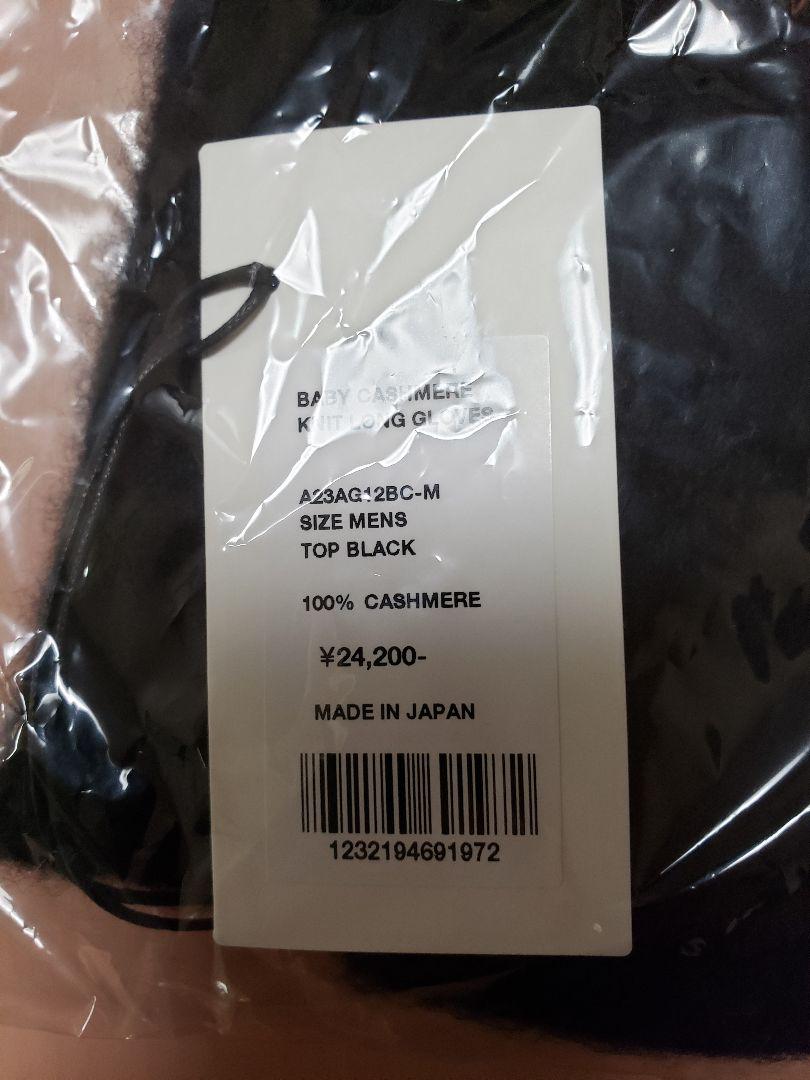 BABY CASHMERE
KNIT LONG GLOVES
A23AG12BC-M
SIZE MENS
TOP BLACK
100% CASHMERE
¥24,200-
MADE IN JAPAN
1232194691972